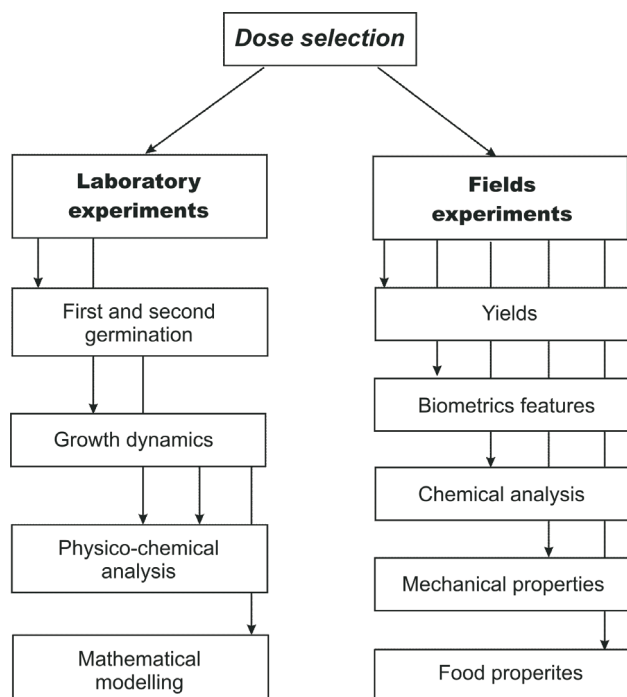 Dose selection
Laboratory
experiments
First and second
germination
Growth dynamics
Physico-chemical
analysis
Mathematical
modelling
Fields
experiments
Yields
Biometrics features
Chemical analysis
Mechanical properties
Food properites